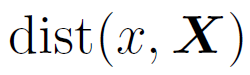 dist(x, X)